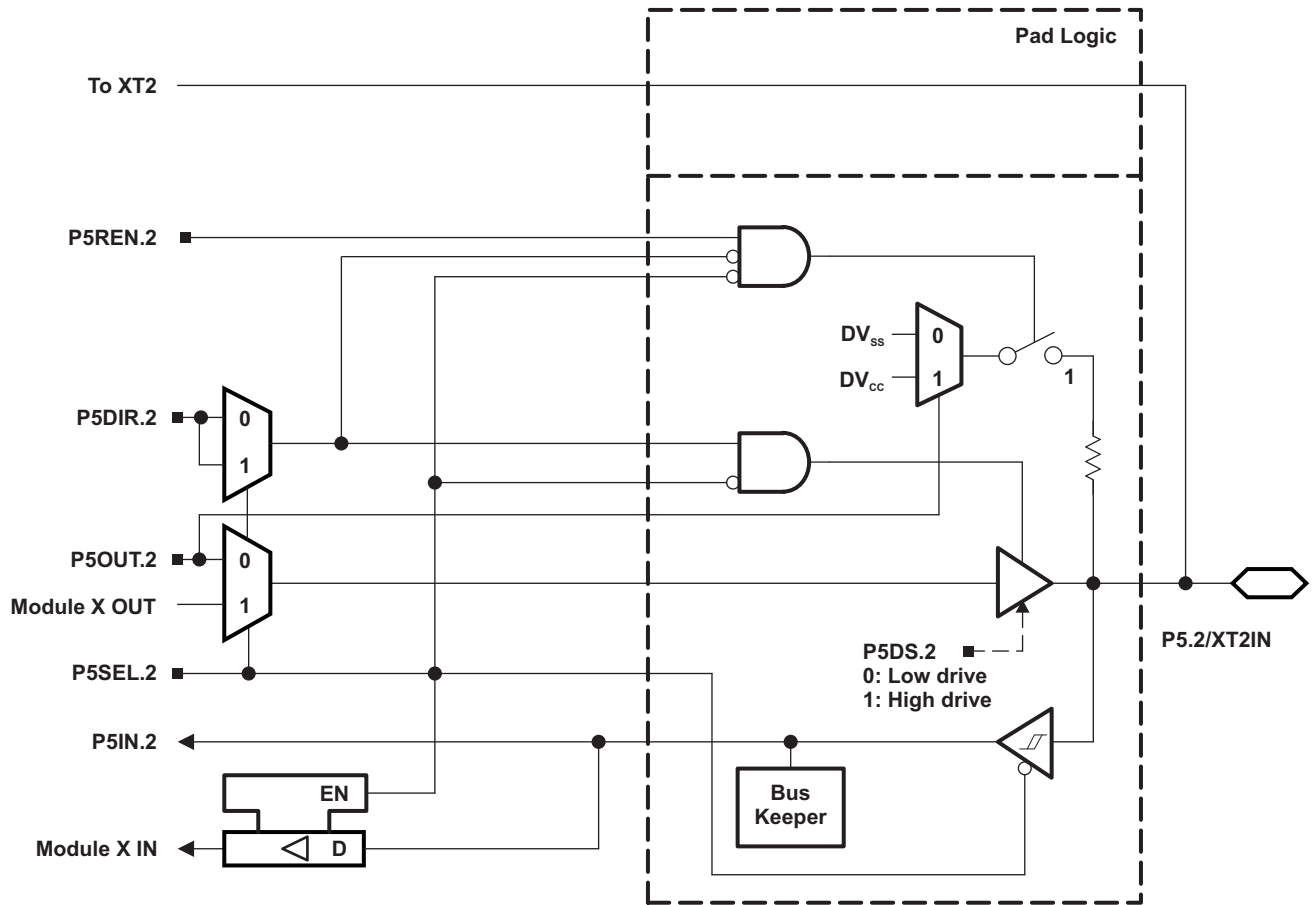 Pad Logic
To XT2
P5REN.2
DVSS
0
DVCC
1
1
P5DIR.2
0
1
P5OUT.2
0
Module X OUT
1
P5DS.2
0: Low drive
1: High drive
P5.2/XT2IN
P5SEL.2
P5IN.2
EN
Bus
Keeper
Module X IN
D